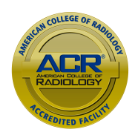 AMERICAN COLLEGE OF RADIOLOGY
ACR
AMERICAN COLLEGE OF
RADIOLOGY
ACCREDITED FACILITY